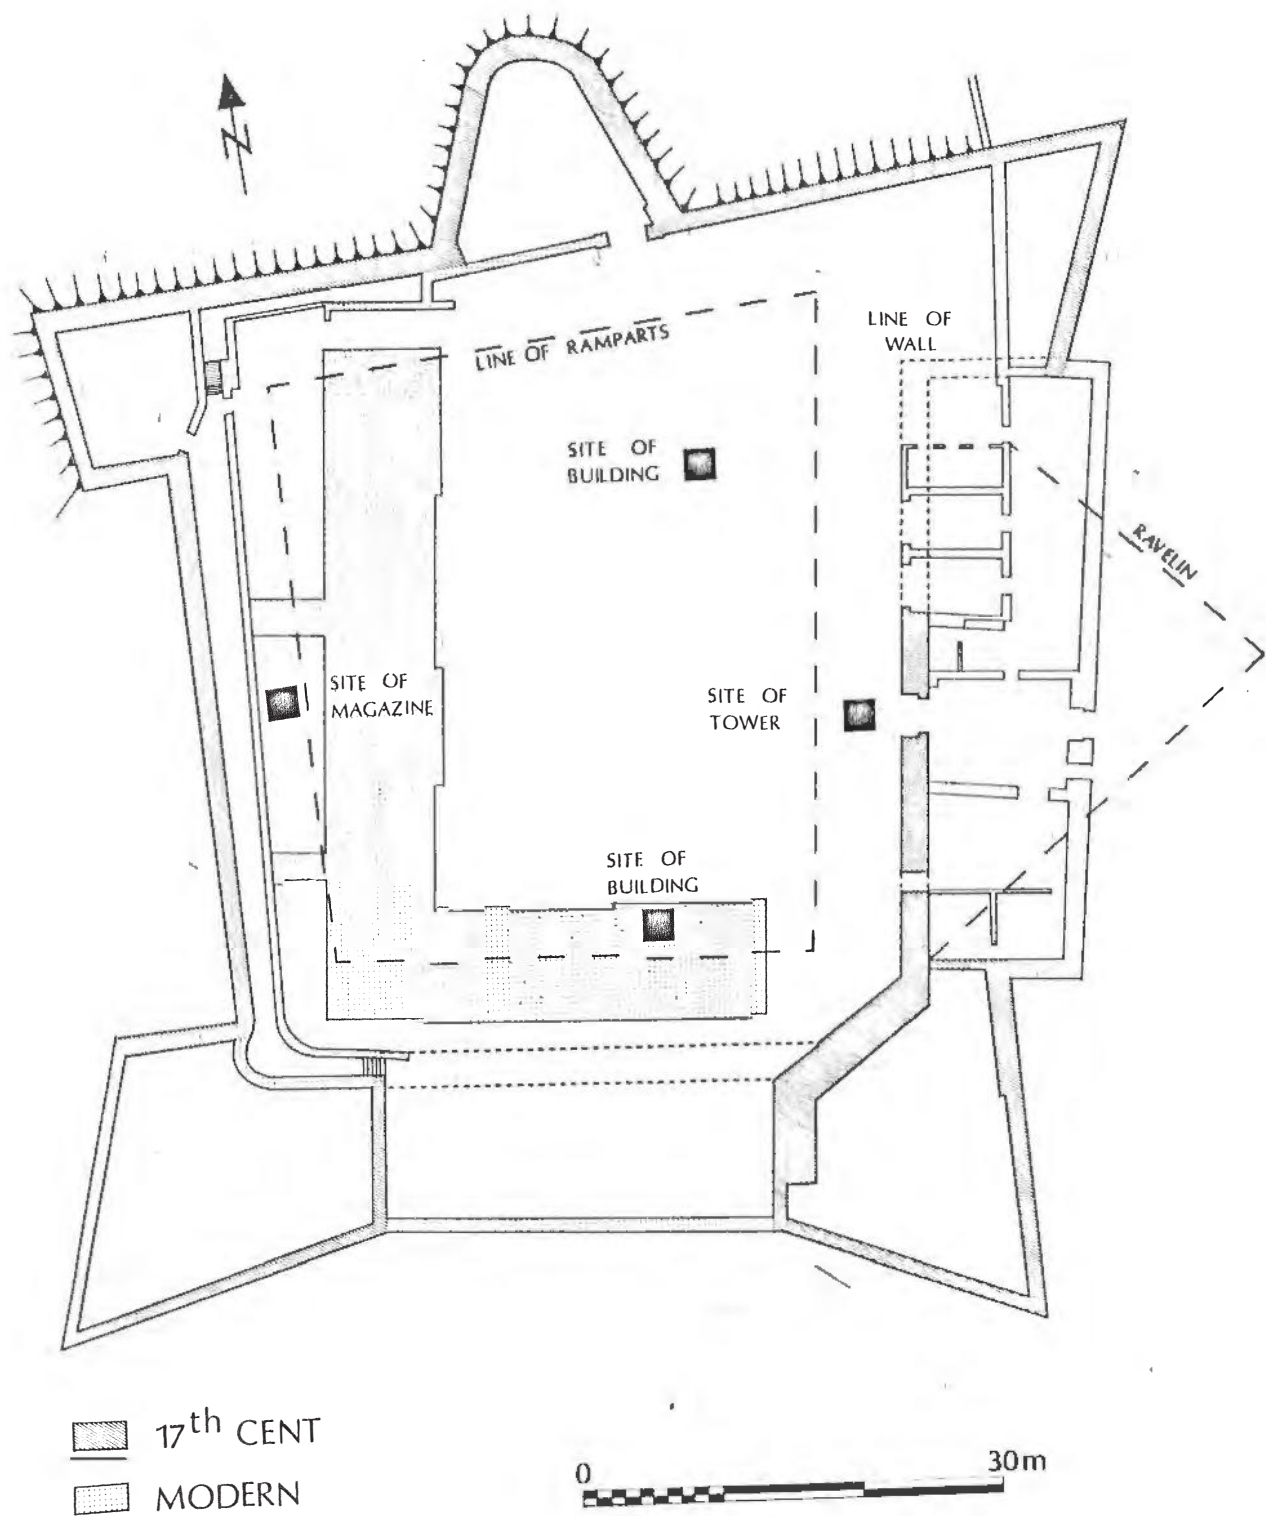 N
LINE OF RAMPARTS
LINE OF
WALL
SITE OF
BUILDING
RAVELIN
SITE OF
MAGAZINE
SITE OF
TOWER
SITE OF
BUILDING
17th CENT
MODERN
0 30m